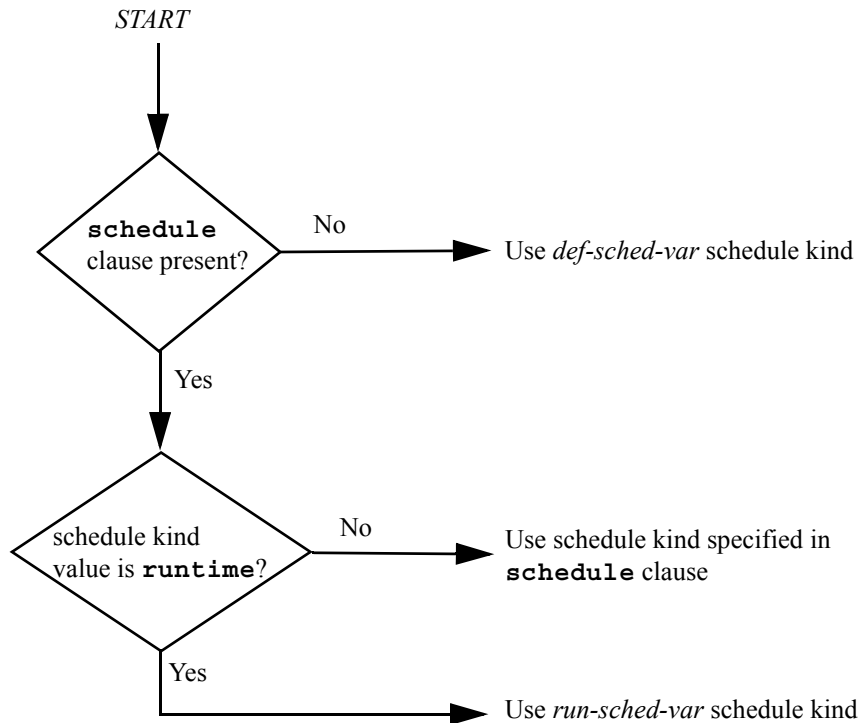 START
schedule
clause present?
No
Use def-sched-var schedule kind
Yes
schedule kind
value is runtime?
No
Use schedule kind specified in
schedule clause
Yes
Use run-sched-var schedule kind